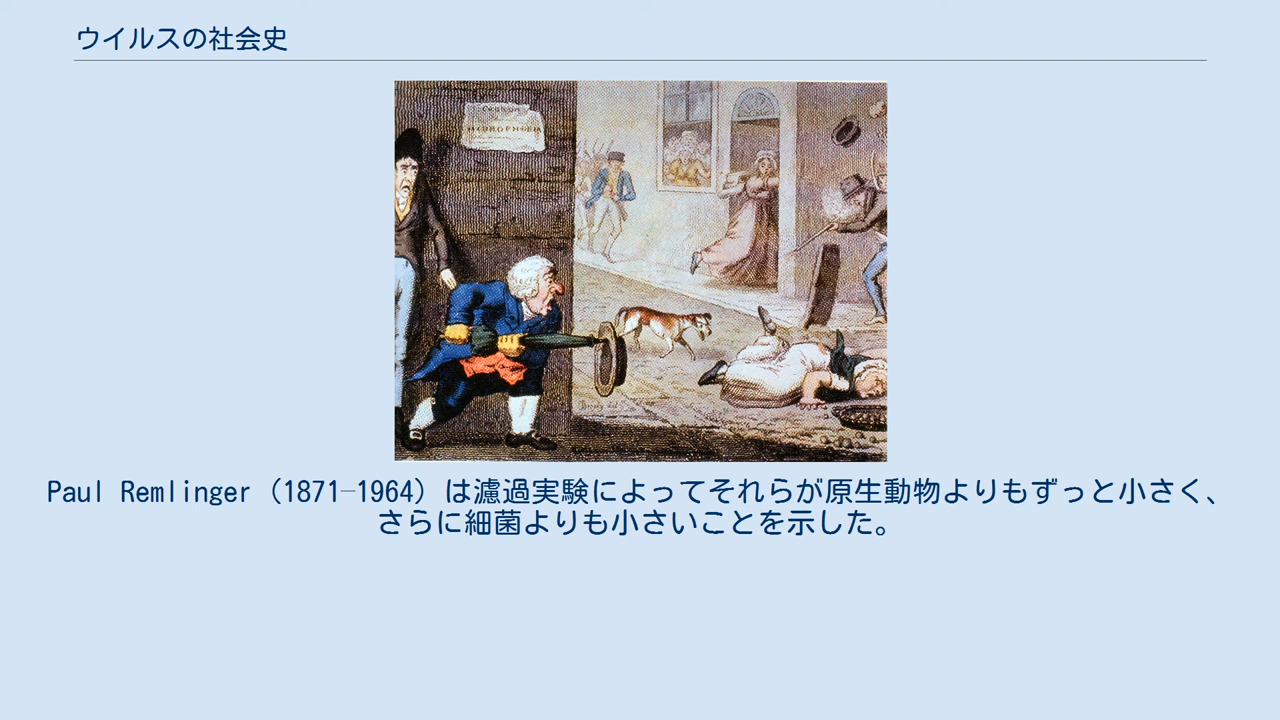 ウイルスの社会史
HYDROPHOBIA
Paul Remlinger (1871–1964) は濾過実験によってそれらが原生動物よりもずっと小さく、
さらに細菌よりも小さいことを示した。